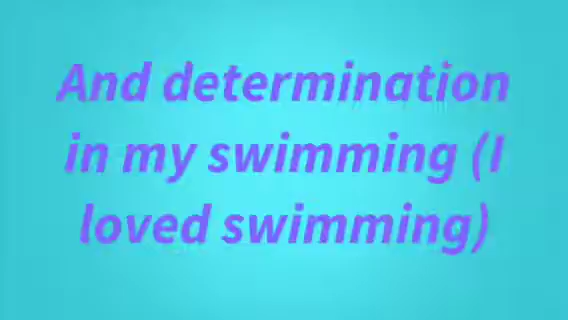 And determination
in my swimming (I
loved swimming)